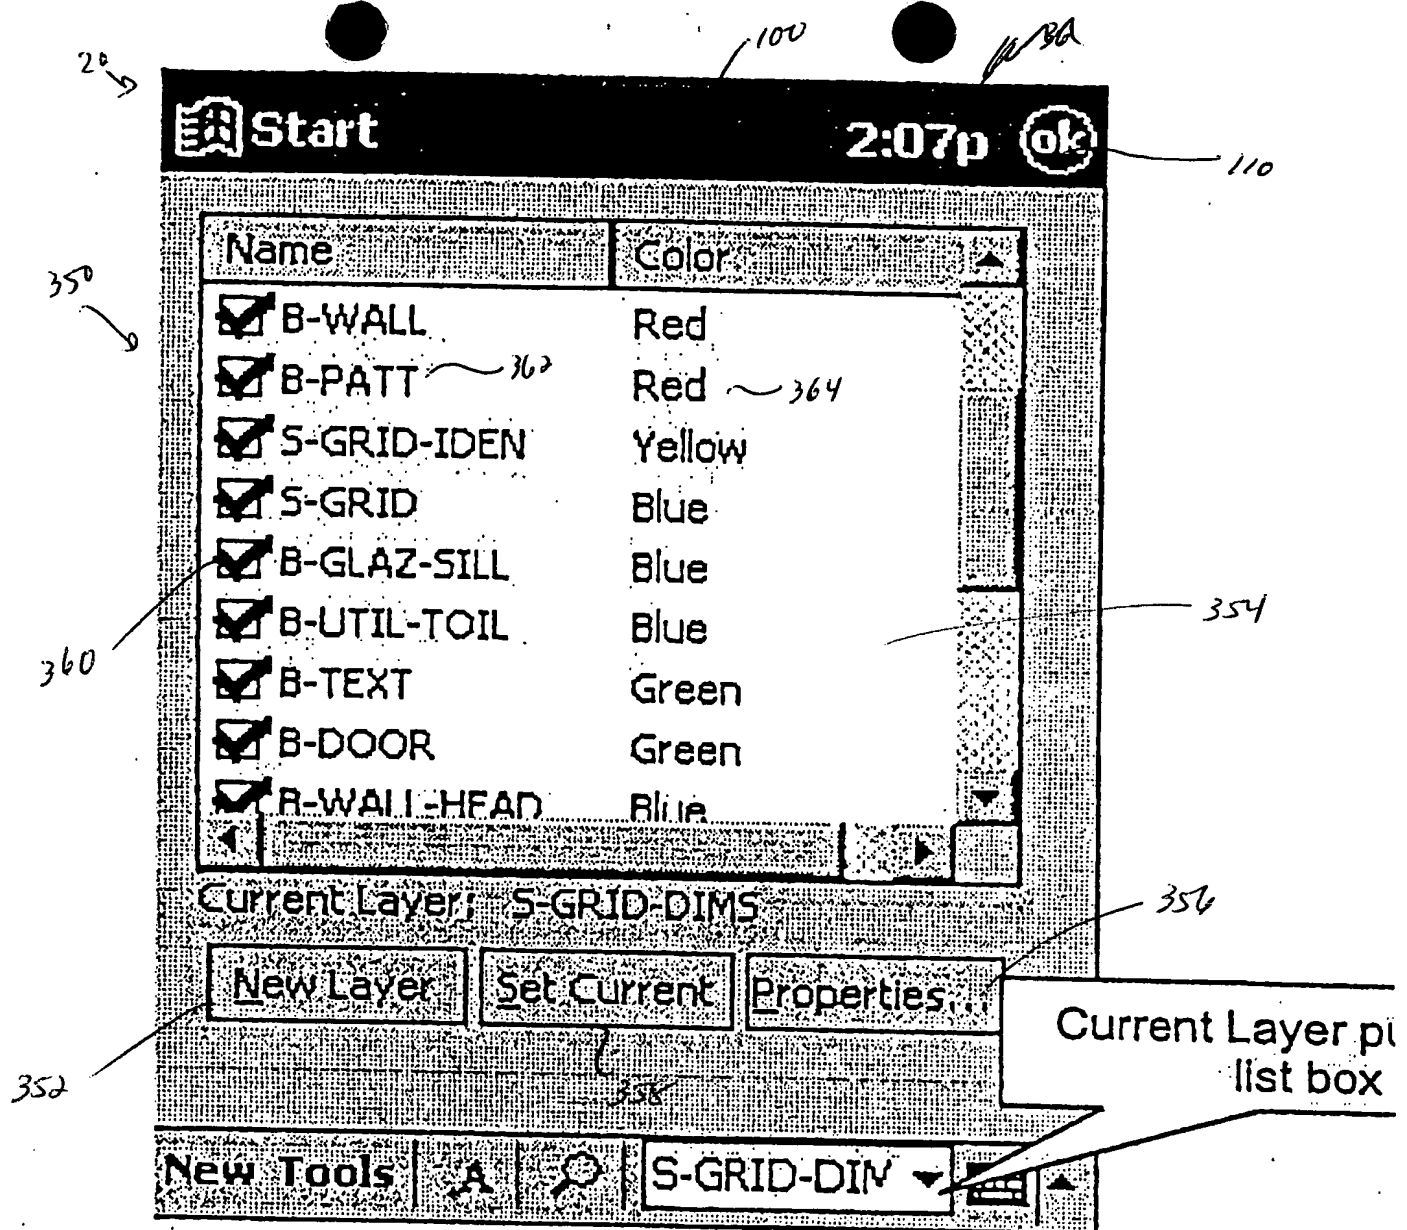 100
20
Start 2:07p ok
110
Name Color
350
B-WALL Red
B-PATT 362 Red 364
S-GRID-IDEN Yellow
S-GRID Blue
B-GLAZ-SILL Blue
B-UTIL-TOIL Blue
354
360
B-TEXT Green
B-DOOR Green
B-WALL-HEAD Blue
Current Layer: S-GRID-DIMS
356
New Layer Set Current Properties...
Current Layer
list box
352
358
New Tools A S-GRID-DIM